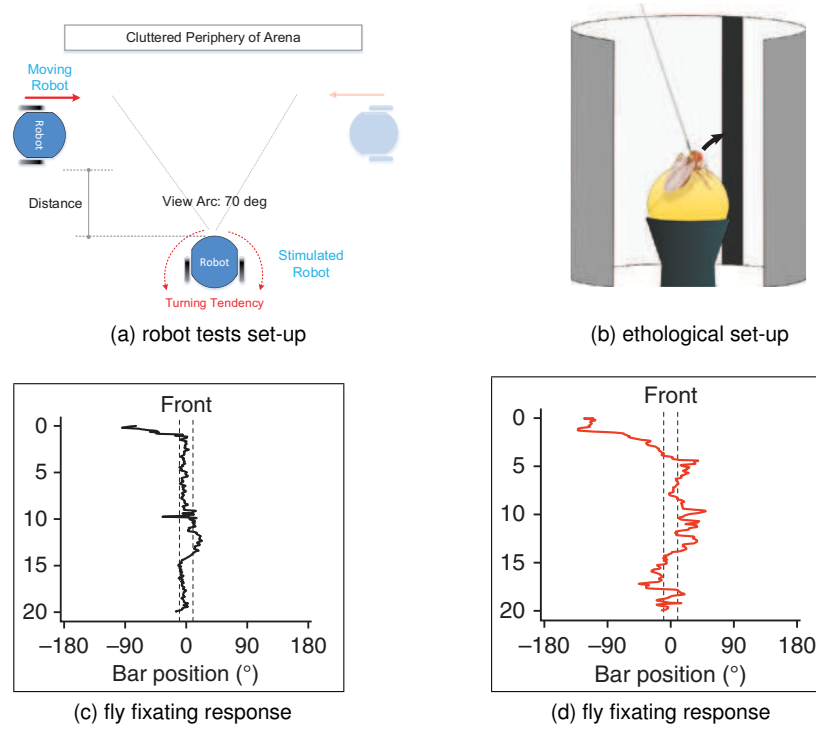 Cluttered Periphery of Arena
Moving
Robot
Robot
Distance
View Arc: 70 deg
Robot
Stimulated
Robot
Turning Tendency
(a) robot tests set-up
(b) ethological set-up
Front
0
5
10
15
20
−180 −90 0 90 180
Bar position (°)
(c) fly fixating response
Front
0
5
10
15
20
−180 −90 0 90 180
Bar position (°)
(d) fly fixating response